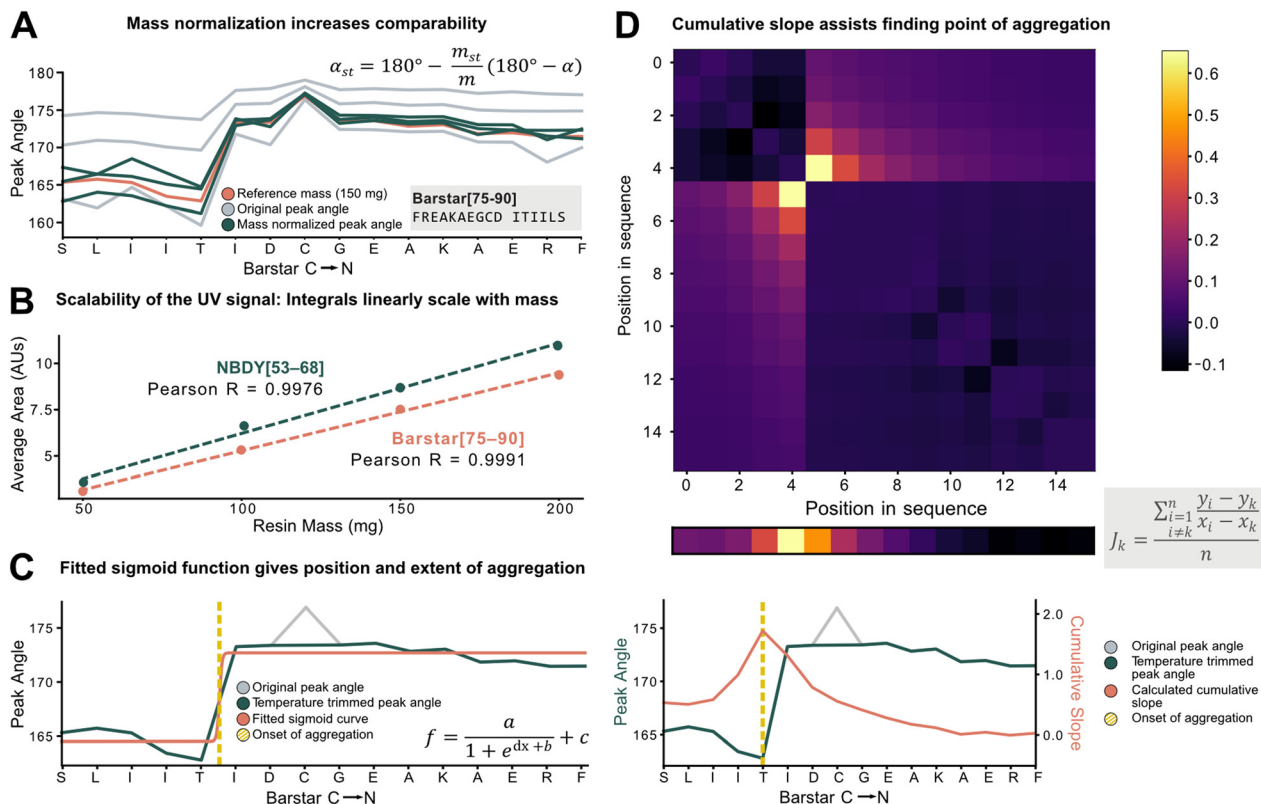 A
Mass normalization increases comparability
α_st = 180° − m_st/m (180° − α)
Peak Angle
180
175
170
165
160
Reference mass (150 mg)
Original peak angle
Mass normalized peak angle
Barstar[75-90]
FREAKAEGCD ITIILS
S L I I T I D C G E A K A E R F
Barstar C→N
B
Scalability of the UV signal: Integrals linearly scale with mass
Average Area (AUs)
10
7.5
5
NBDY[53–68]
Pearson R = 0.9976
Barstar[75–90]
Pearson R = 0.9991
50 100 150 200
Resin Mass (mg)
C
Fitted sigmoid function gives position and extent of aggregation
Peak Angle
175
170
165
Original peak angle
Temperature trimmed peak angle
Fitted sigmoid curve
Onset of aggregation
f = a/(1 + e^(dx+b)) + c
S L I I T I D C G E A K A E R F
Barstar C→N
D
Cumulative slope assists finding point of aggregation
Position in sequence
0
2
4
6
8
10
12
14
0 2 4 6 8 10 12 14
Position in sequence
0.6
0.5
0.4
0.3
0.2
0.1
0.0
−0.1
J_k = (∑_{i=1, i≠k}^{n} (y_i − y_k)/(x_i − x_k))/n
Peak Angle
175
170
165
2.0
1.0
0.0
Cumulative Slope
S L I I T I D C G E A K A E R F
Barstar C→N
Original peak angle
Temperature trimmed
peak angle
Calculated cumulative
slope
Onset of aggregation